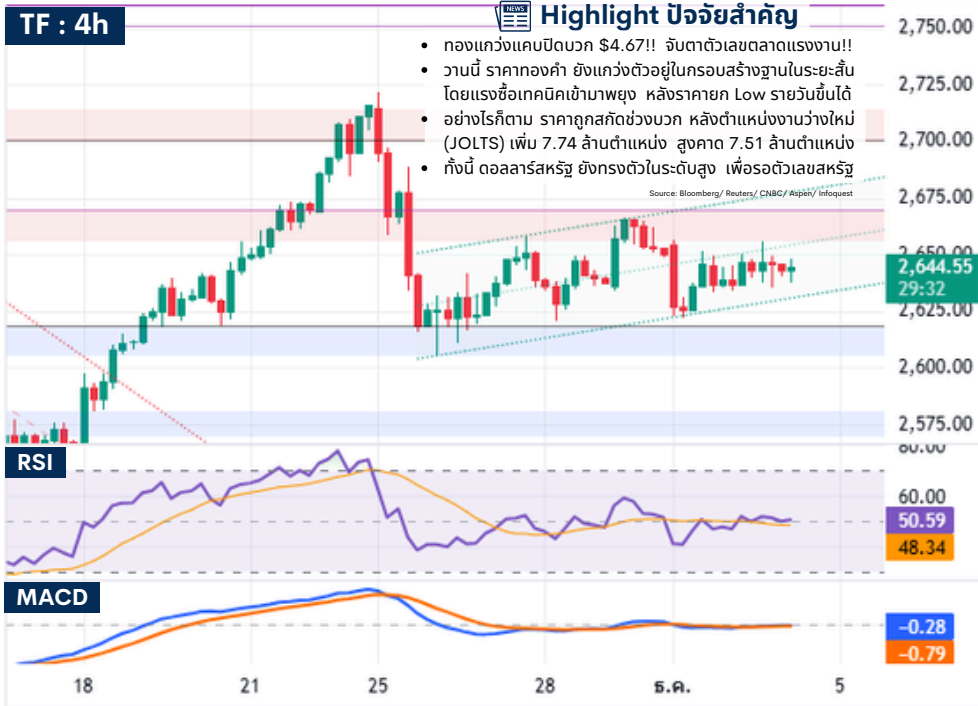 TF : 4h
NEWS
Highlight ปัจจัยสำคัญ
• ทองแกว่งแคบปิดบวก $4.67!! จับตาตัวเลขตลาดแรงงาน!!
• วานนี้ ราคาทองคำ ยังแกว่งตัวอยู่ในกรอบสร้างฐานในระยะสั้น
โดยแรงซื้อเทคนิคเข้ามาพยุง หลังราคายก Low รายวันขึ้นได้
• อย่างไรก็ตาม ราคาถูกสกัดช่วงบวก หลังตำแหน่งงานว่างใหม่
(JOLTS) เพิ่ม 7.74 ล้านตำแหน่ง สูงคาด 7.51 ล้านตำแหน่ง
• ทั้งนี้ ดอลลาร์สหรัฐ ยังทรงตัวในระดับสูง เพื่อรอตัวเลขสหรัฐ
Source: Bloomberg/ Reuters/ CNBC/ Aspen/ Infoquest
2,750.00
2,725.00
2,700.00
2,675.00
2,650.00
2,644.55
29:32
2,625.00
2,600.00
2,575.00
RSI
80.00
60.00
50.59
48.34
MACD
−0.28
−0.79
18
21
25
28
ธ.ค.
5